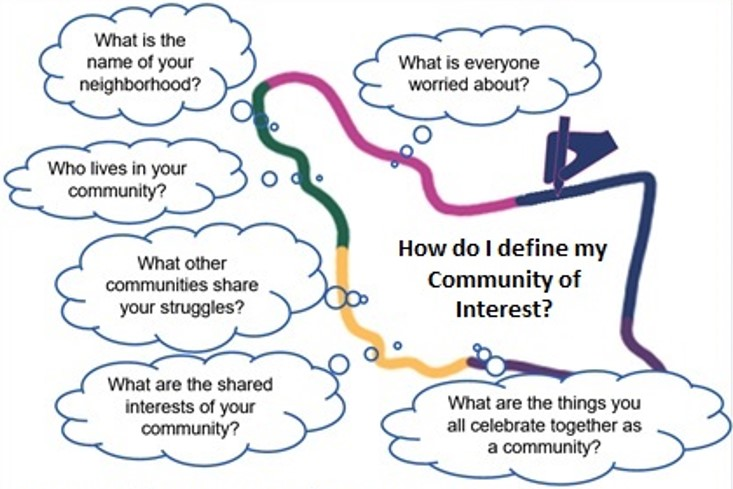 What is the
name of your
neighborhood?
What is everyone
worried about?
Who lives in your
community?
How do I define my
Community of
Interest?
What other
communities share
your struggles?
What are the shared
interests of your
community?
What are the things you
all celebrate together as
a community?